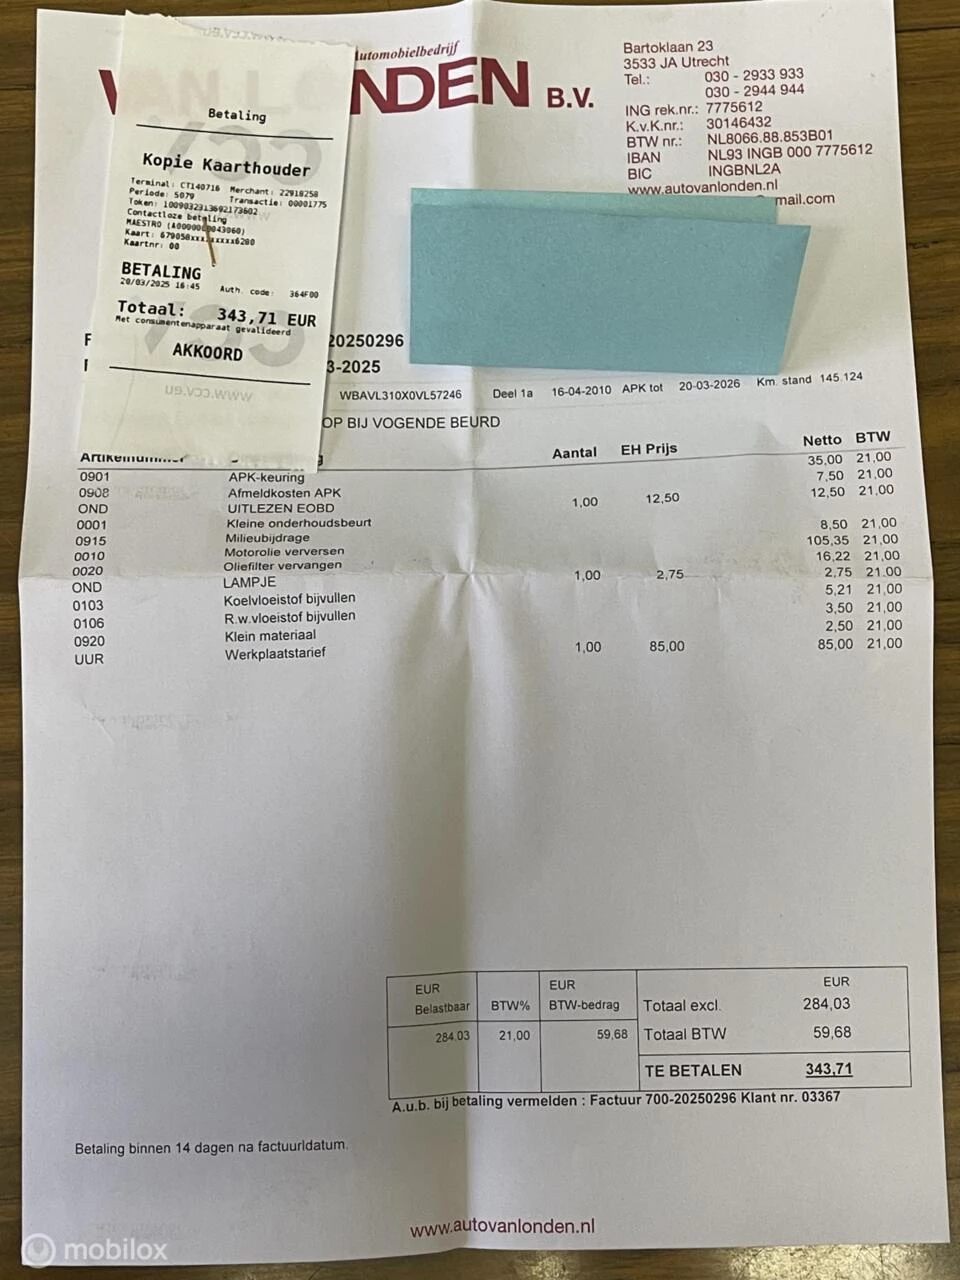 Automobielbedrijf
NDEN B.V.
Bartoklaan 23
3533 JA Utrecht
Tel.: 030 - 2933 933
030 - 2944 944
ING rek.nr.: 7775612
K.v.K.nr.: 30146432
BTW nr.: NL8066.88.853B01
IBAN NL93 INGB 000 7775612
BIC INGBNL2A
www.autovanlonden.nl
mail.com
Betaling
Kopie Kaarthouder
Terminal: CT140716 Merchant: 22918258
Periode: 5079 Transactie: 00001775
Token: 1009032313692173602
Contactloze betaling
MAESTRO (A0000000043060)
Kaart: 679058xxxxxxxxx6280
Kaartnr: 00
BETALING
20/03/2025 16:45 Auth. code: 364F00
Totaal: 343,71 EUR
Met consumentenapparaat gevalideerd
AKKOORD
www.ccv.eu
20250296
3-2025
WBAVL310X0VL57246 Deel 1a 16-04-2010 APK tot 20-03-2026 Km. stand 145.124
OP BIJ VOGENDE BEURD
Artikelnummer Aantal EH Prijs Netto BTW
0901 APK-keuring 35,00 21,00
0908 Afmeldkosten APK 7,50 21,00
OND UITLEZEN EOBD 1,00 12,50 12,50 21,00
0001 Kleine onderhoudsbeurt
0915 Milieubijdrage 8,50 21,00
0010 Motorolie verversen 105,35 21,00
0020 Oliefilter vervangen 16,22 21,00
OND LAMPJE 1,00 2,75 2,75 21,00
0103 Koelvloeistof bijvullen 5,21 21,00
0106 R.w.vloeistof bijvullen 3,50 21,00
0920 Klein materiaal 2,50 21,00
UUR Werkplaatstarief 1,00 85,00 85,00 21,00
EUR EUR EUR
Belastbaar BTW% BTW-bedrag Totaal excl. 284,03
284,03 21,00 59,68 Totaal BTW 59,68
TE BETALEN 343,71
A.u.b. bij betaling vermelden : Factuur 700-20250296 Klant nr. 03367
Betaling binnen 14 dagen na factuurldatum.
www.autovanlonden.nl
mobilox